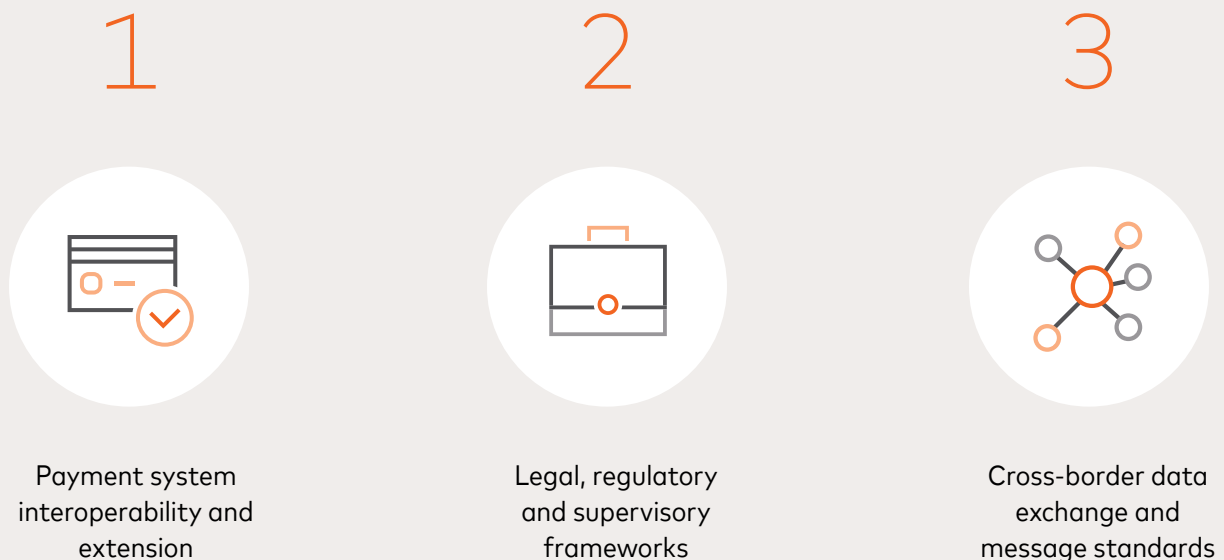 1
2
3
Payment system
interoperability and
extension
Legal, regulatory
and supervisory
frameworks
Cross-border data
exchange and
message standards